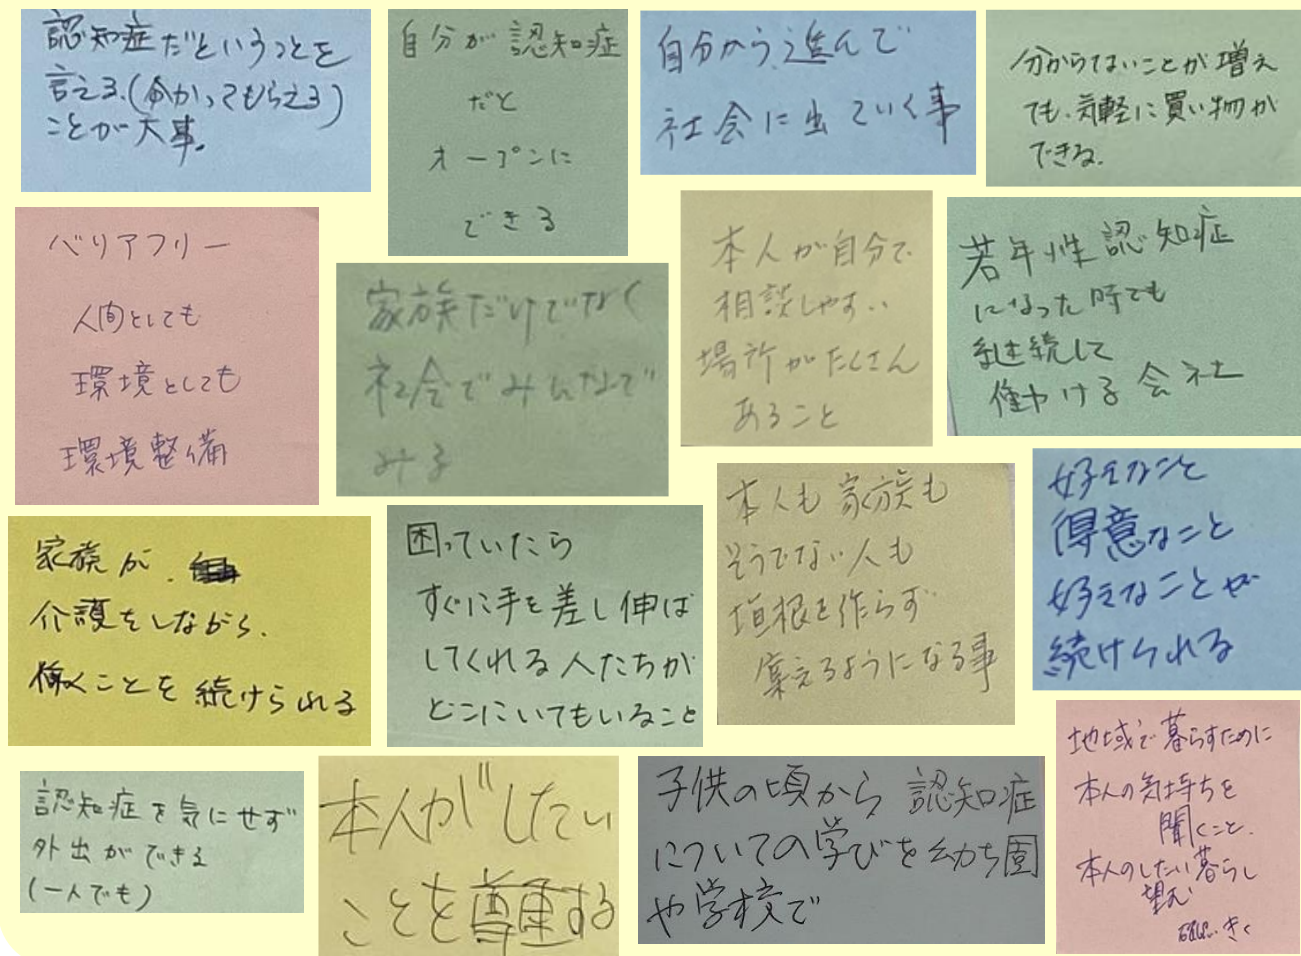 認知症だということを
言える.(分かってもらえる)
ことが大事.
自分が認知症
だと
オープンに
できる
自分から進んで
社会に出ていく事
分からないことが増え
ても、気軽に買い物が
できる.
バリアフリー
人間としても
環境としても
環境整備
家族だけでなく
社会でみんなで
みる
本人が自分で
相談しやすい
場所がたくさん
あること
若年性認知症
になった時でも
継続して
働ける会社
家族が
介護をしながら、
働くことを続けられる
困っていたら
すぐに手を差し伸ば
してくれる人たちが
どこにいてもいること
本人も家族も
そうでない人も
垣根を作らず
集えるようになる事
好きなこと
得意なこと
好きなことが
続けられる
認知症を気にせず
外出ができる
(一人でも)
本人がしたい
ことを尊重する
子供の頃から認知症
についての学びを幼ち園
や学校で
地域で暮らすために
本人の気持ちを
聞くこと.
本人のしたい暮らし
望む
きく